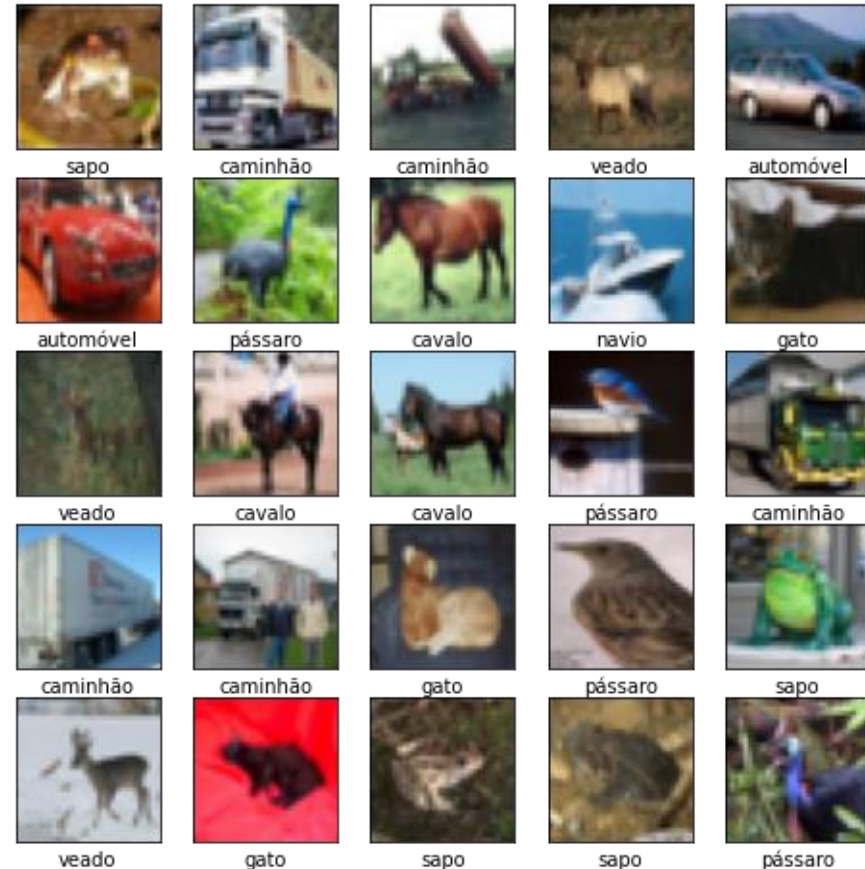 sapo caminhão caminhão veado automóvel
automóvel pássaro cavalo navio gato
veado cavalo cavalo pássaro caminhão
caminhão caminhão gato pássaro sapo
veado gato sapo sapo pássaro